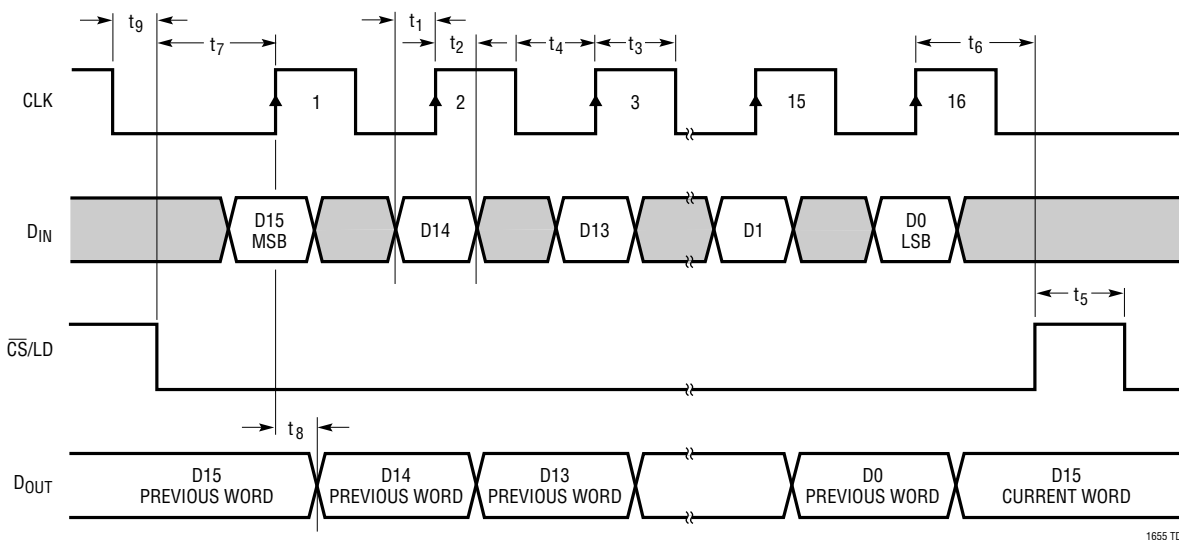 t9
t7
t1
t2
t4
t3
t6
CLK
1
2
3
15
16
DIN
D15
MSB
D14
D13
D1
D0
LSB
t5
CS/LD
t8
DOUT
D15
PREVIOUS WORD
D14
PREVIOUS WORD
D13
PREVIOUS WORD
D0
PREVIOUS WORD
D15
CURRENT WORD
1655 TD